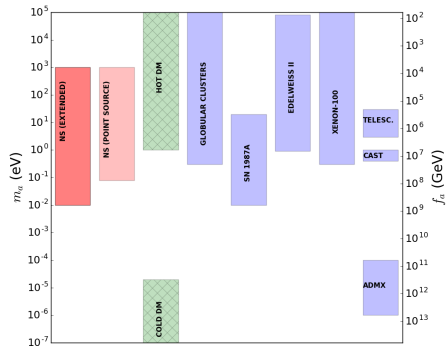 10^5
10^4
10^3
10^2
10^1
10^0
10^-1
10^-2
10^-3
10^-4
10^-5
10^-6
10^-7
m_a (eV)
NS (EXTENDED)
NS (POINT SOURCE)
HOT DM
COLD DM
GLOBULAR CLUSTERS
SN 1987A
EDELWEISS II
XENON-100
TELESC.
CAST
ADMX
10^2
10^3
10^4
10^5
10^6
10^7
10^8
10^9
10^10
10^11
10^12
10^13
f_a (GeV)